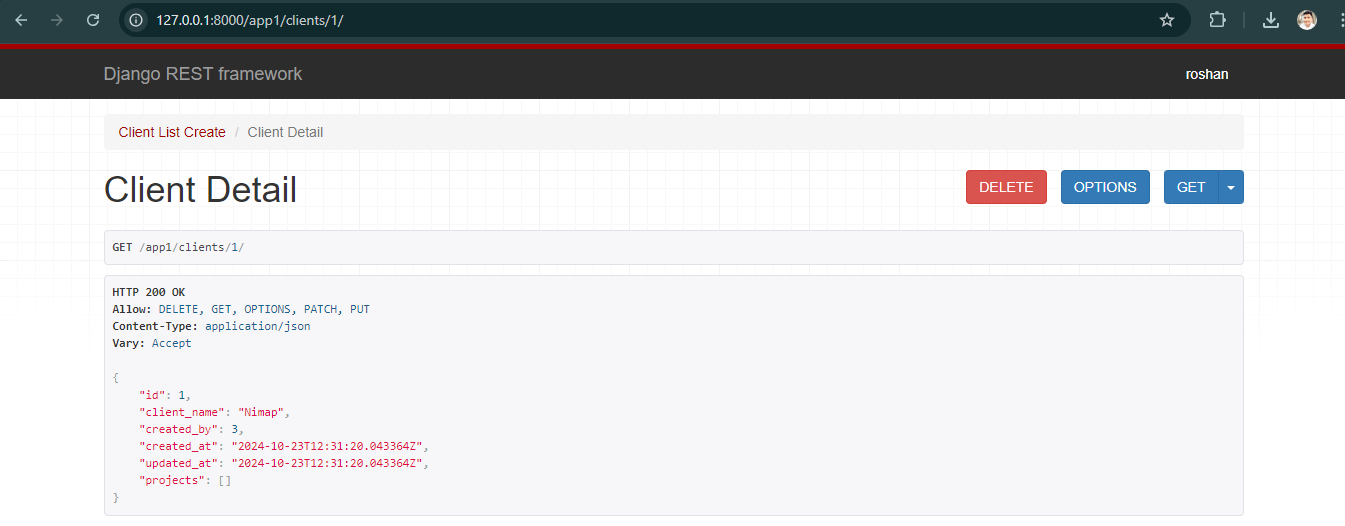 127.0.0.1:8000/app1/clients/1/
Django REST framework
roshan
Client List Create / Client Detail
Client Detail
DELETE
OPTIONS
GET
GET /app1/clients/1/
HTTP 200 OK
Allow: DELETE, GET, OPTIONS, PATCH, PUT
Content-Type: application/json
Vary: Accept
{
    "id": 1,
    "client_name": "Nimap",
    "created_by": 3,
    "created_at": "2024-10-23T12:31:20.043364Z",
    "updated_at": "2024-10-23T12:31:20.043364Z",
    "projects": []
}